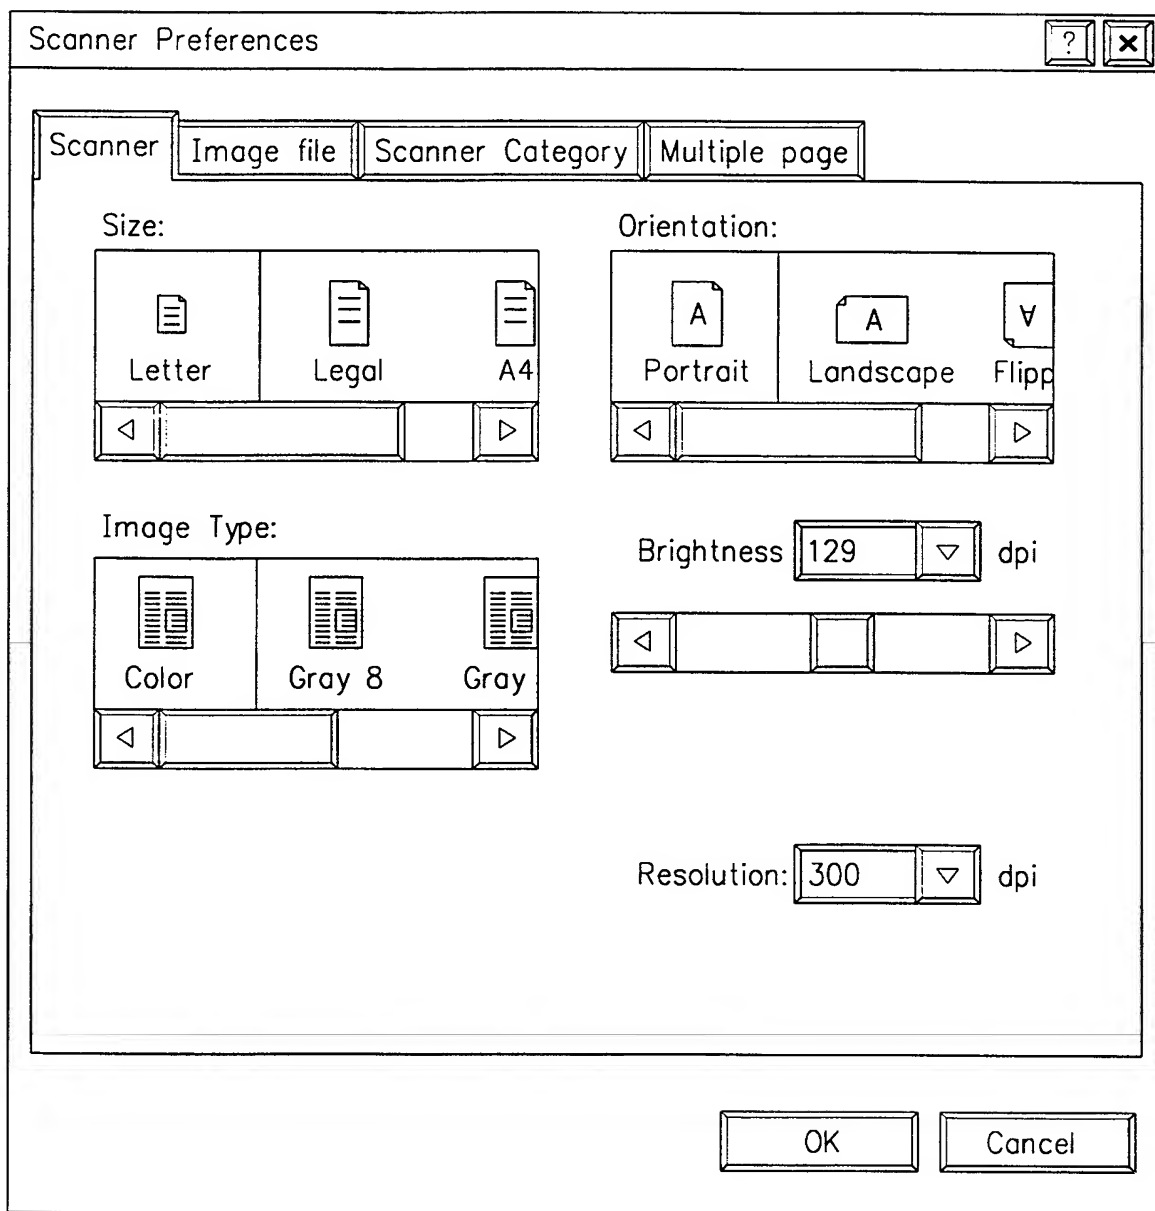 Scanner Preferences ?
Scanner Image file Scanner Category Multiple page
Size:
Letter Legal A4
Orientation:
A A A
Portrait Landscape Flipp
Image Type:
Color Gray 8 Gray
Brightness 129 dpi
Resolution: 300 dpi
OK Cancel